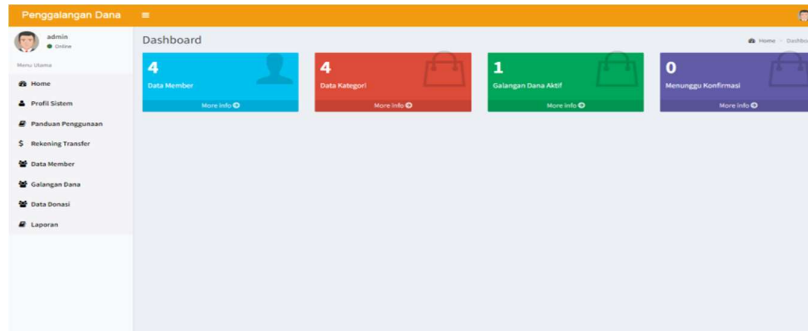 Penggalangan Dana
admin
Online
Menu Utama
Home
Profil Sistem
Panduan Penggunaan
Rekening Transfer
Data Member
Galangan Dana
Data Donasi
Laporan
Dashboard
Home
4
Data Member
More info
4
Data Kategori
More info
1
Galangan Dana Aktif
More info
0
Menunggu Konfirmasi
More info